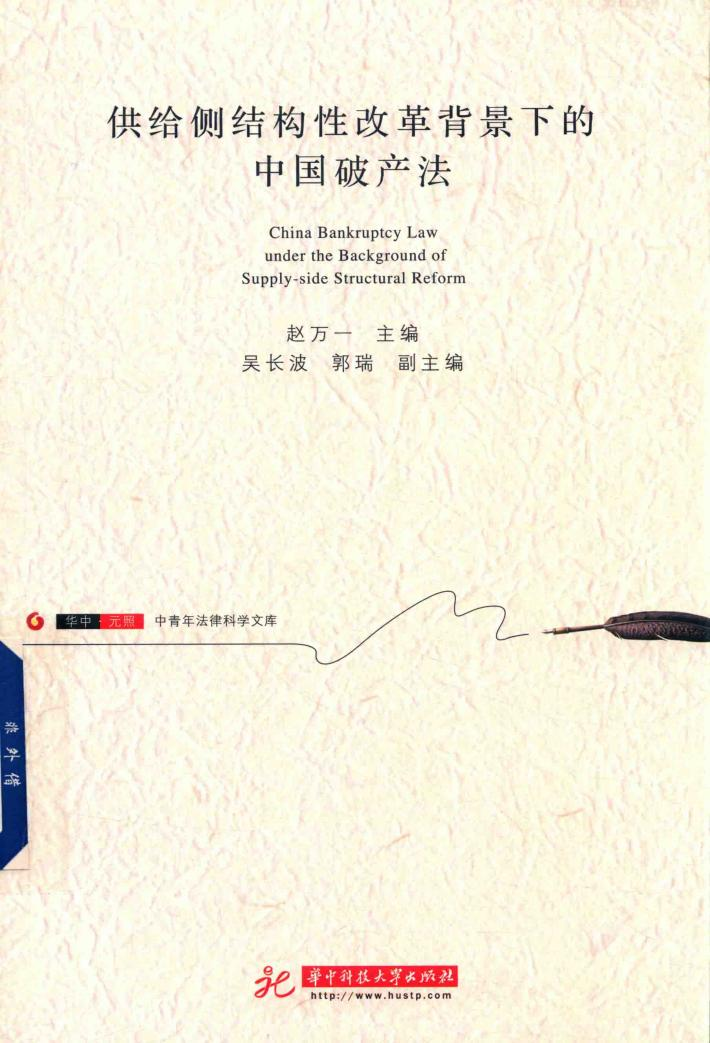 供给侧结构性改革背景下的
中国破产法
China Bankruptcy Law
under the Background of
Supply-side Structural Reform
赵万一 主编
吴长波 郭瑞 副主编
华中·元照 中青年法律科学文库
非外借
华中科技大学出版社
http://www.hustp.com